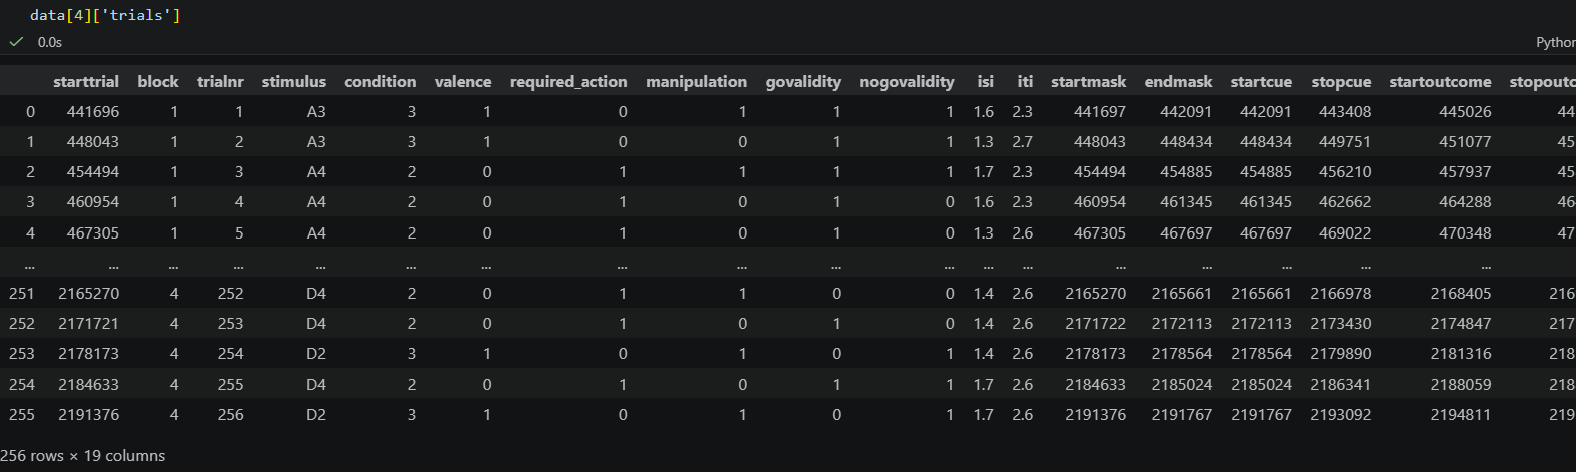 data[4]['trials']
0.0s
Python
starttrial block trialnr stimulus condition valence required_action manipulation govalidity nogovalidity isi iti startmask endmask startcue stopcue startoutcome stopoutc
0 441696 1 1 A3 3 1 0 1 1 1 1.6 2.3 441697 442091 442091 443408 445026 44
1 448043 1 2 A3 3 1 0 0 1 1 1.3 2.7 448043 448434 448434 449751 451077 45
2 454494 1 3 A4 2 0 1 1 1 1 1.7 2.3 454494 454885 454885 456210 457937 45
3 460954 1 4 A4 2 0 1 0 1 0 1.6 2.3 460954 461345 461345 462662 464288 46
4 467305 1 5 A4 2 0 1 0 1 0 1.3 2.6 467305 467697 467697 469022 470348 47
... ... ... ... ... ... ... ... ... ... ... ... ... ... ... ... ... ...
251 2165270 4 252 D4 2 0 1 1 0 0 1.4 2.6 2165270 2165661 2165661 2166978 2168405 216
252 2171721 4 253 D4 2 0 1 0 1 0 1.4 2.6 2171722 2172113 2172113 2173430 2174847 217
253 2178173 4 254 D2 3 1 0 1 0 1 1.4 2.6 2178173 2178564 2178564 2179890 2181316 218
254 2184633 4 255 D4 2 0 1 0 1 1 1.7 2.6 2184633 2185024 2185024 2186341 2188059 218
255 2191376 4 256 D2 3 1 0 1 0 1 1.7 2.6 2191376 2191767 2191767 2193092 2194811 219
256 rows × 19 columns